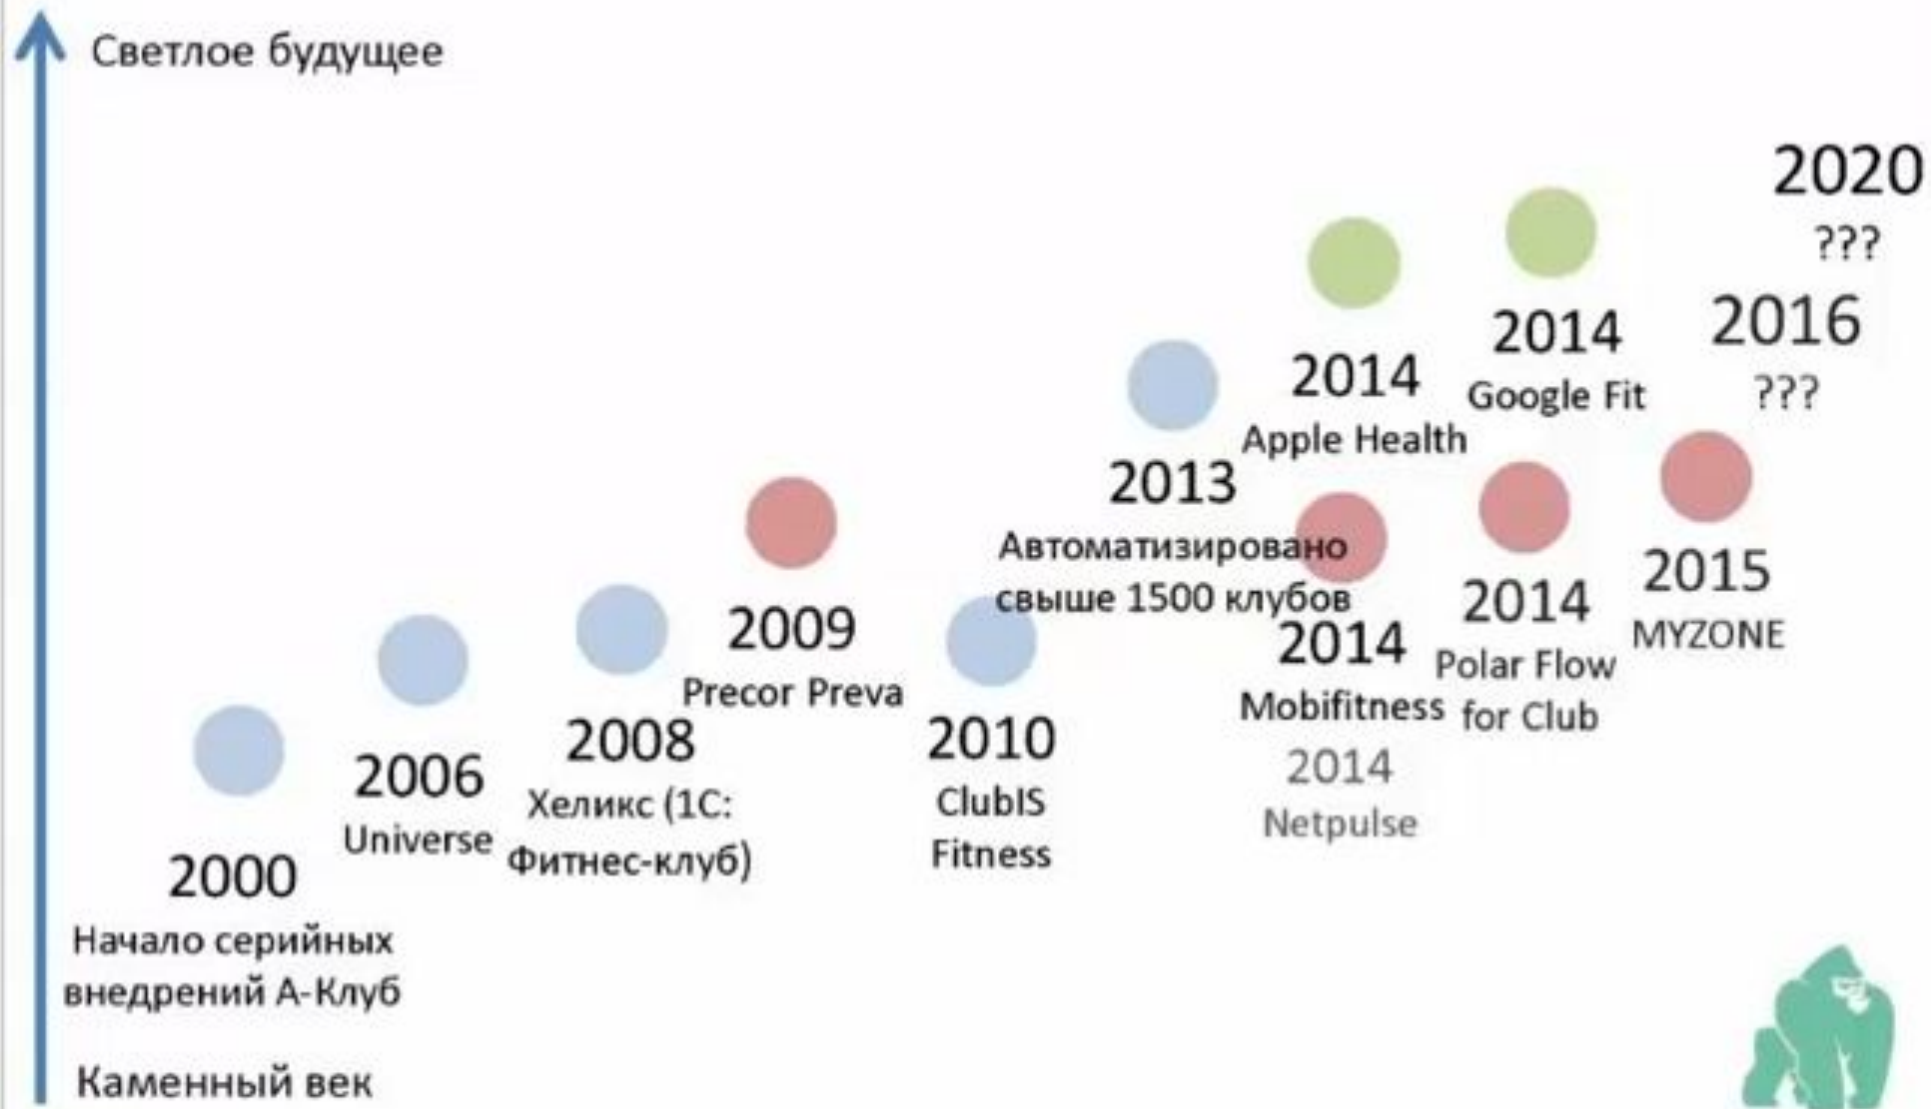 Светлое будущее
2020
???
2016
???
2014
Google Fit
2014
Apple Health
2013
Автоматизировано
свыше 1500 клубов
2015
MYZONE
2014
Polar Flow
for Club
2014
Mobifitness
2014
Netpulse
2009
Precor Preva
2010
ClubIS
Fitness
2008
Хеликс (1С:
Фитнес-клуб)
2006
Universe
2000
Начало серийных
внедрений А-Клуб
Каменный век